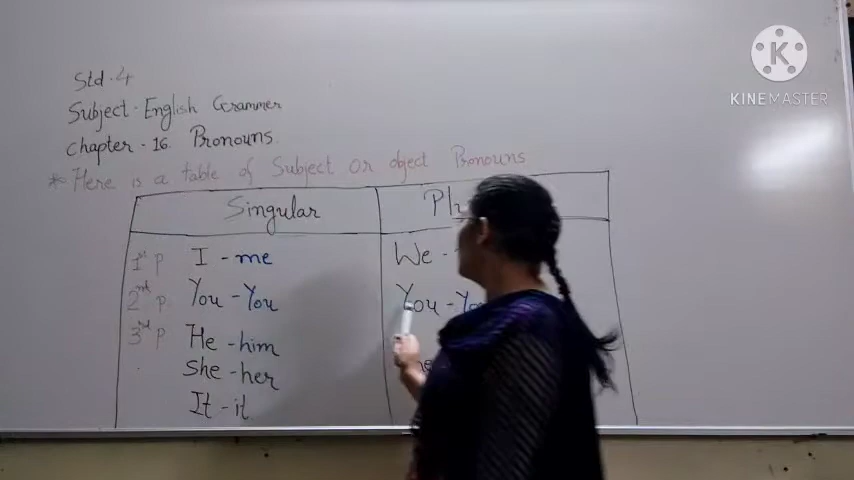 KINEMASTER
Std. 4
Subject - English Grammer
Chapter - 16. Pronouns.
* Here is a table of Subject or object Pronouns
Singular
1st p I - me
2nd p. You - You
3rd p He - him
She - her
It - it
We -
You - You